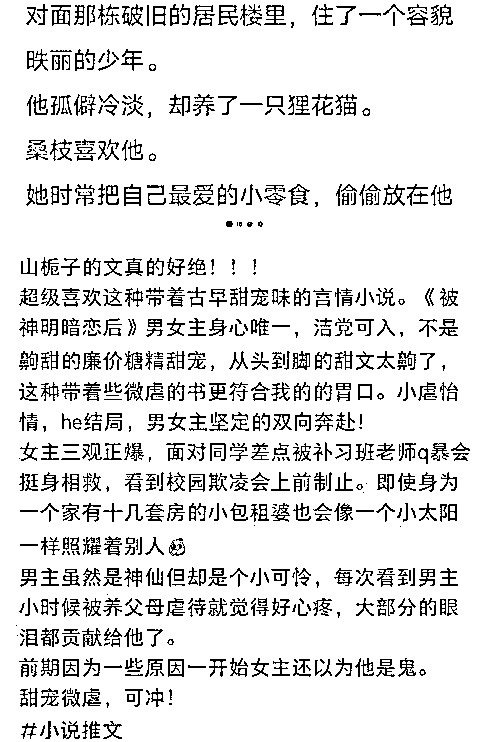 对面那栋破旧的居民楼里，住了一个容貌
昳丽的少年。
他孤僻冷淡，却养了一只狸花猫。
桑枝喜欢他。
她时常把自己最爱的小零食，偷偷放在他
山栀子的文真的好绝！！！
超级喜欢这种带着古早甜宠味的言情小说。《被
神明暗恋后》男女主身心唯一，洁党可入，不是
齁甜的廉价糖精甜宠，从头到脚的甜文太齁了，
这种带着些微虐的书更符合我的的胃口。小虐怡
情，he结局，男女主坚定的双向奔赴！
女主三观正爆，面对同学差点被补习班老师q暴会
挺身相救，看到校园欺凌会上前制止。即使身为
一个家有十几套房的小包租婆也会像一个小太阳
一样照耀着别人
男主虽然是神仙但却是个小可怜，每次看到男主
小时候被养父母虐待就觉得好心疼，大部分的眼
泪都贡献给他了。
前期因为一些原因一开始女主还以为他是鬼。
甜宠微虐，可冲！
#小说推文